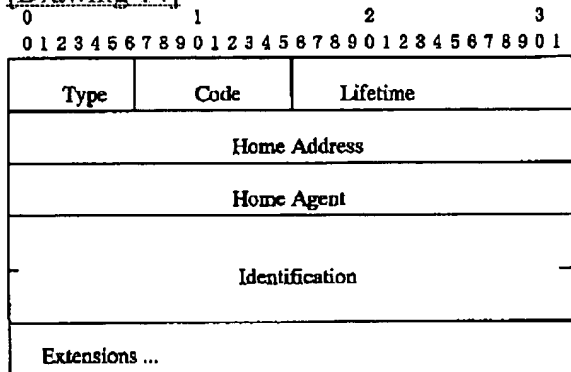 [Drawing 14]
0 1 2 3
0 1 2 3 4 5 6 7 8 9 0 1 2 3 4 5 6 7 8 9 0 1 2 3 4 5 6 7 8 9 0 1
Type Code Lifetime
Home Address
Home Agent
Identification
Extensions ...